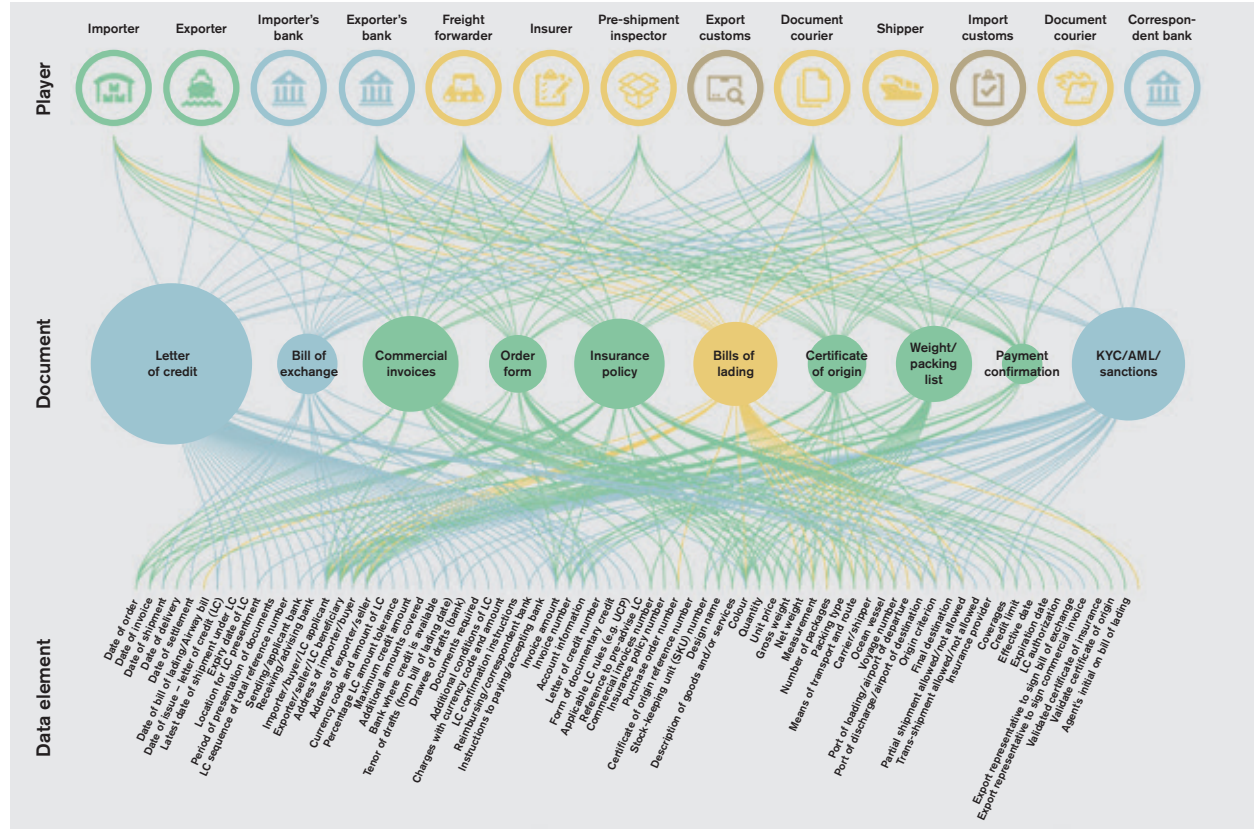 Importer
Exporter
Importer's
bank
Exporter's
bank
Freight
forwarder
Insurer
Pre-shipment
inspector
Export
customs
Document
courier
Shipper
Import
customs
Document
courier
Correspon-
dent bank
Player
Document
Letter
of credit
Bill of
exchange
Commercial
invoices
Order
form
Insurance
policy
Bills of
lading
Certificate
of origin
Weight/
packing
list
Payment
confirmation
KYC/AML/
sanctions
Data element
Date of order
Date of invoice
Date of shipment
Date of delivery
Date of settlement
Date of bill of lading/Airway bill
Date of issue – letter of credit (LC)
Latest date of shipment under LC
Expiry date of LC
Location for LC presentment
Period of presentation of documents
LC sequence of total reference number
Sending/applicant bank
Receiving/advising bank
Importer/buyer/LC applicant
Exporter/seller/LC beneficiary
Address of importer/buyer
Address of exporter/seller
Currency code and amount of LC
Percentage LC amount tolerance
Maximum credit amount
Additional amounts covered
Bank where credit is available
Tenor of drafts (from bill of lading date)
Drawee of drafts (bank)
Documents required
Additional conditions of LC
Charges with currency code and amount
LC confirmation instructions
Reimbursing/correspondent bank
Instructions to paying/accepting bank
Invoice amount
Invoice number
Account information
Letter of credit number
Form of documentary credit
Applicable LC rules (e.g. UCP)
Reference to pre-advise LC
Commercial invoices number
Insurance policy number
Purchase order number
Certificate of origin reference number
Stock-keeping unit (SKU) number
Design name
Description of goods and/or services
Colour
Quantity
Unit price
Gross weight
Net weight
Measurement
Number of packages
Packing type
Means of transport and route
Carrier/shipper
Ocean vessel
Voyage number
Port of loading/airport of departure
Port of discharge/airport of destination
Origin criterion
Final destination
Partial shipment allowed/not allowed
Trans-shipment allowed/not allowed
Insurance provider
Coverages
Credit limit
Effective date
Expiration date
LC authorization
Export representative to sign bill of exchange
Export representative to sign commercial invoice
Validated certificate of insurance
Validate certificate of origin
Agent's initial on bill of lading